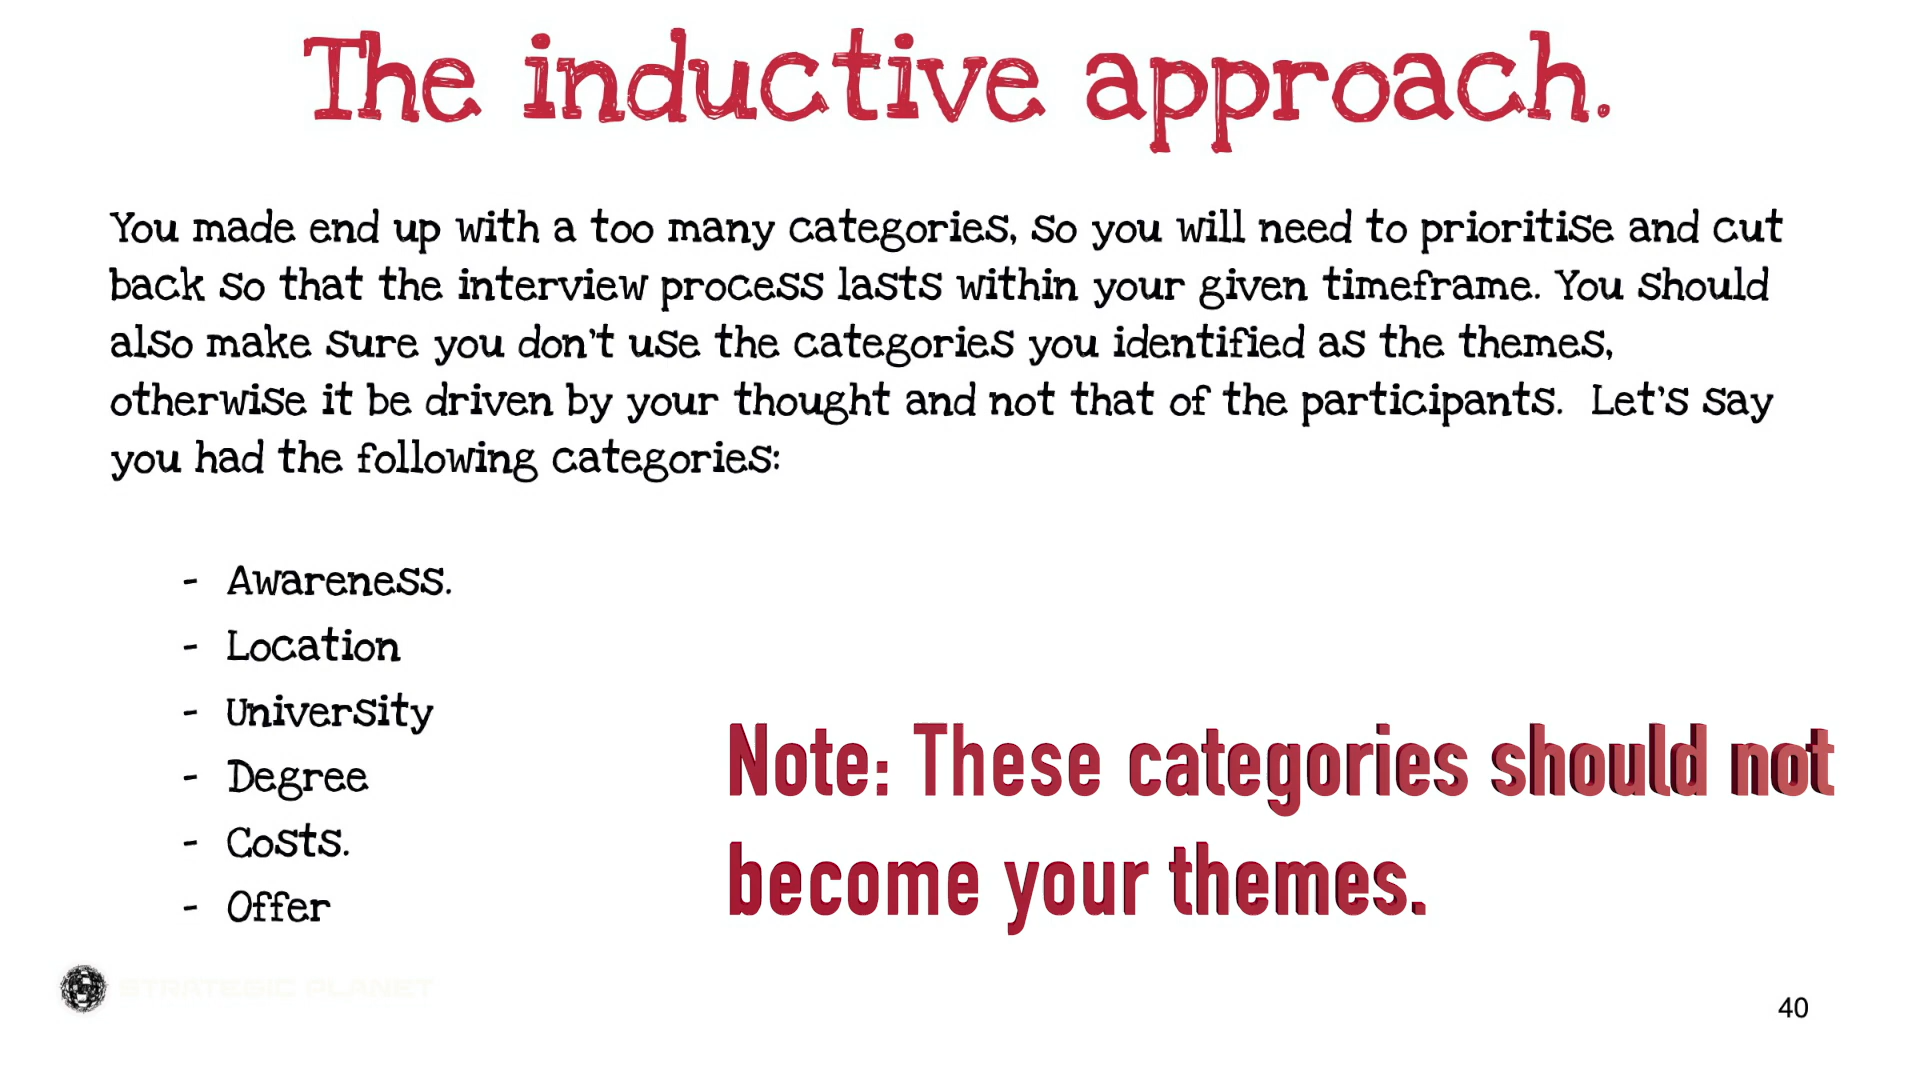 The inductive approach.
You made end up with a too many categories, so you will need to prioritise and cut
back so that the interview process lasts within your given timeframe. You should
also make sure you don't use the categories you identified as the themes,
otherwise it be driven by your thought and not that of the participants.  Let's say
you had the following categories:
- Awareness.
- Location
- University
- Degree
- Costs.
- Offer
Note: These categories should not
become your themes.
STRATEGIC PLANET
40